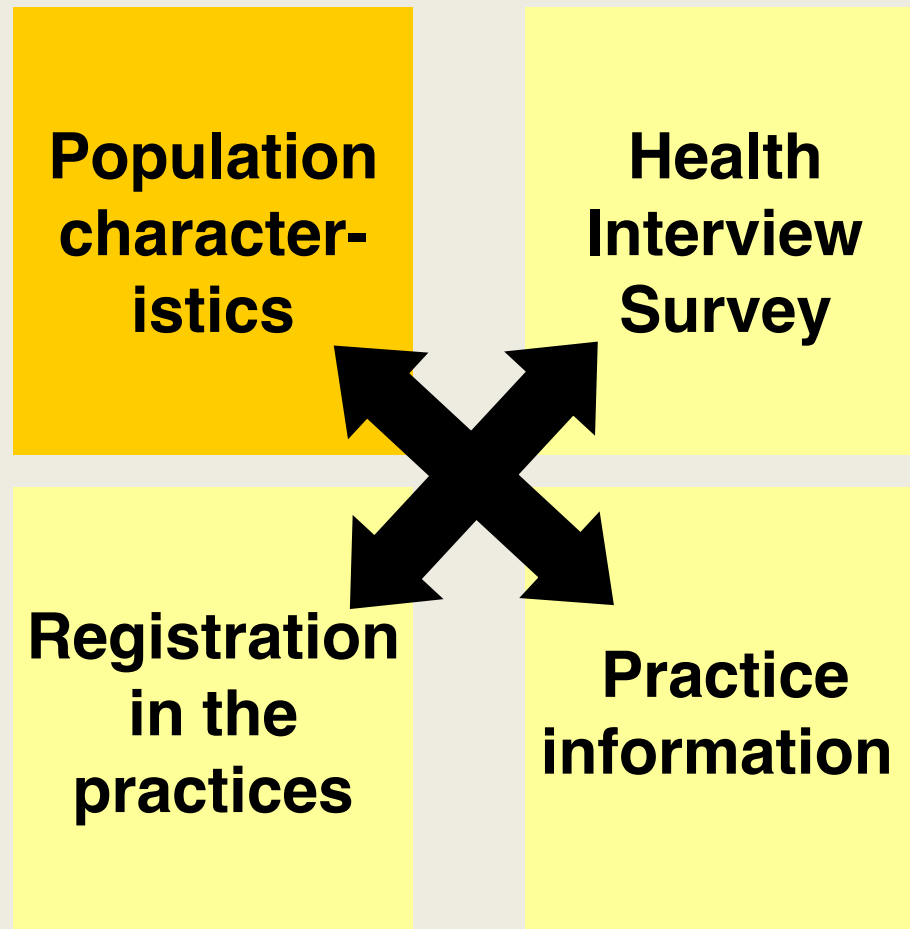 Population
character-
istics
Health
Interview
Survey
Registration
in the
practices
Practice
information